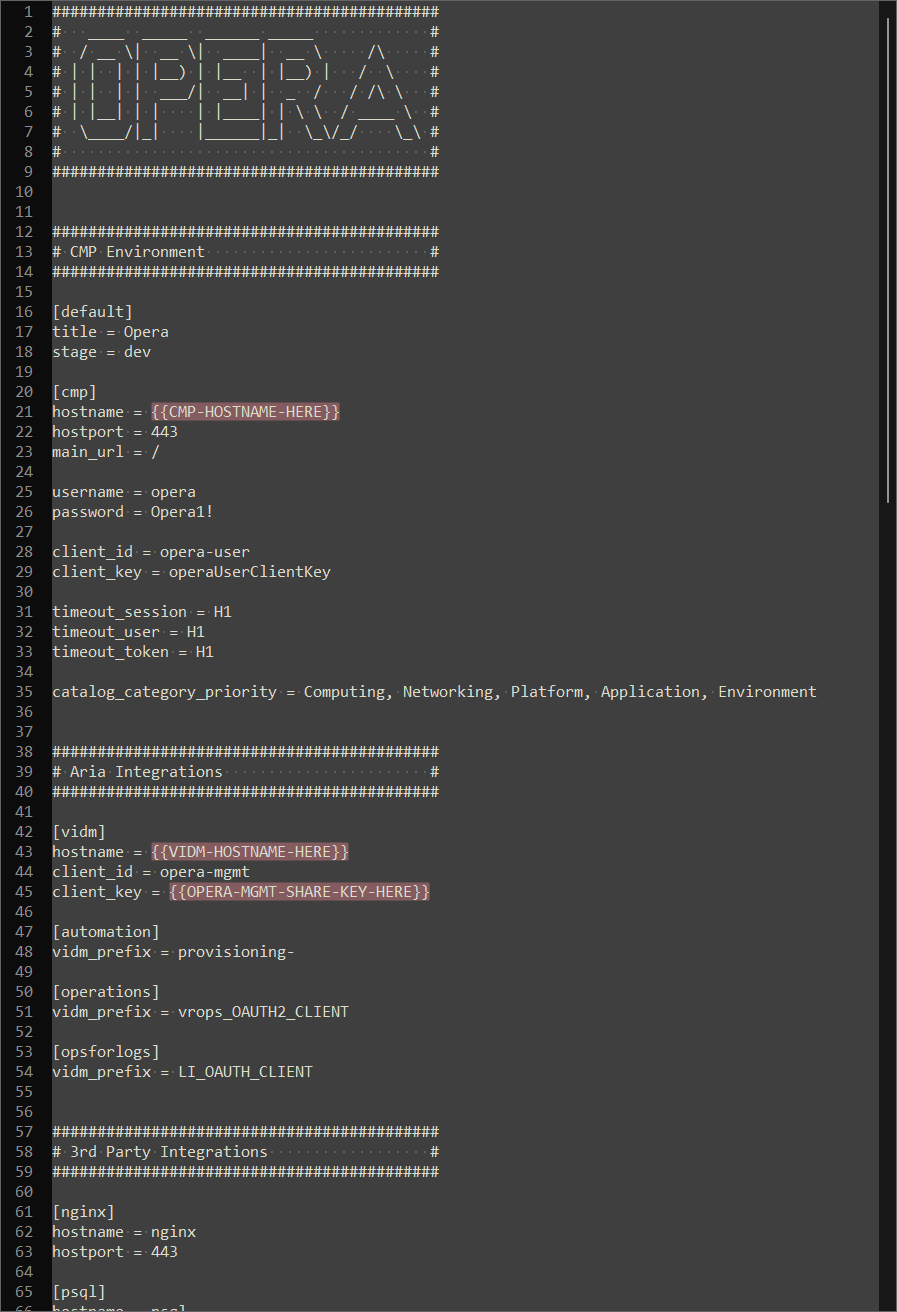 1 ###########################################
2 #   ____  _____  ______ _____             #
3 #  / __ \|  __ \|  ____|  __ \     /\     #
4 # | |  | | |__) | |__  | |__) |   /  \    #
5 # | |  | |  ___/|  __| |  _  /   / /\ \   #
6 # | |__| | |    | |____| | \ \  / ____ \  #
7 #  \____/|_|    |______|_|  \_\/_/    \_\ #
8 #                                         #
9 ###########################################
10
11
12 ###########################################
13 # CMP Environment                         #
14 ###########################################
15
16 [default]
17 title = Opera
18 stage = dev
19
20 [cmp]
21 hostname = {{CMP-HOSTNAME-HERE}}
22 hostport = 443
23 main_url = /
24
25 username = opera
26 password = Opera1!
27
28 client_id = opera-user
29 client_key = operaUserClientKey
30
31 timeout_session = H1
32 timeout_user = H1
33 timeout_token = H1
34
35 catalog_category_priority = Computing, Networking, Platform, Application, Environment
36
37
38 ###########################################
39 # Aria Integrations                       #
40 ###########################################
41
42 [vidm]
43 hostname = {{VIDM-HOSTNAME-HERE}}
44 client_id = opera-mgmt
45 client_key = {{OPERA-MGMT-SHARE-KEY-HERE}}
46
47 [automation]
48 vidm_prefix = provisioning-
49
50 [operations]
51 vidm_prefix = vrops_OAUTH2_CLIENT
52
53 [opsforlogs]
54 vidm_prefix = LI_OAUTH_CLIENT
55
56
57 ###########################################
58 # 3rd Party Integrations                  #
59 ###########################################
60
61 [nginx]
62 hostname = nginx
63 hostport = 443
64
65 [psql]
66 hostname = psql